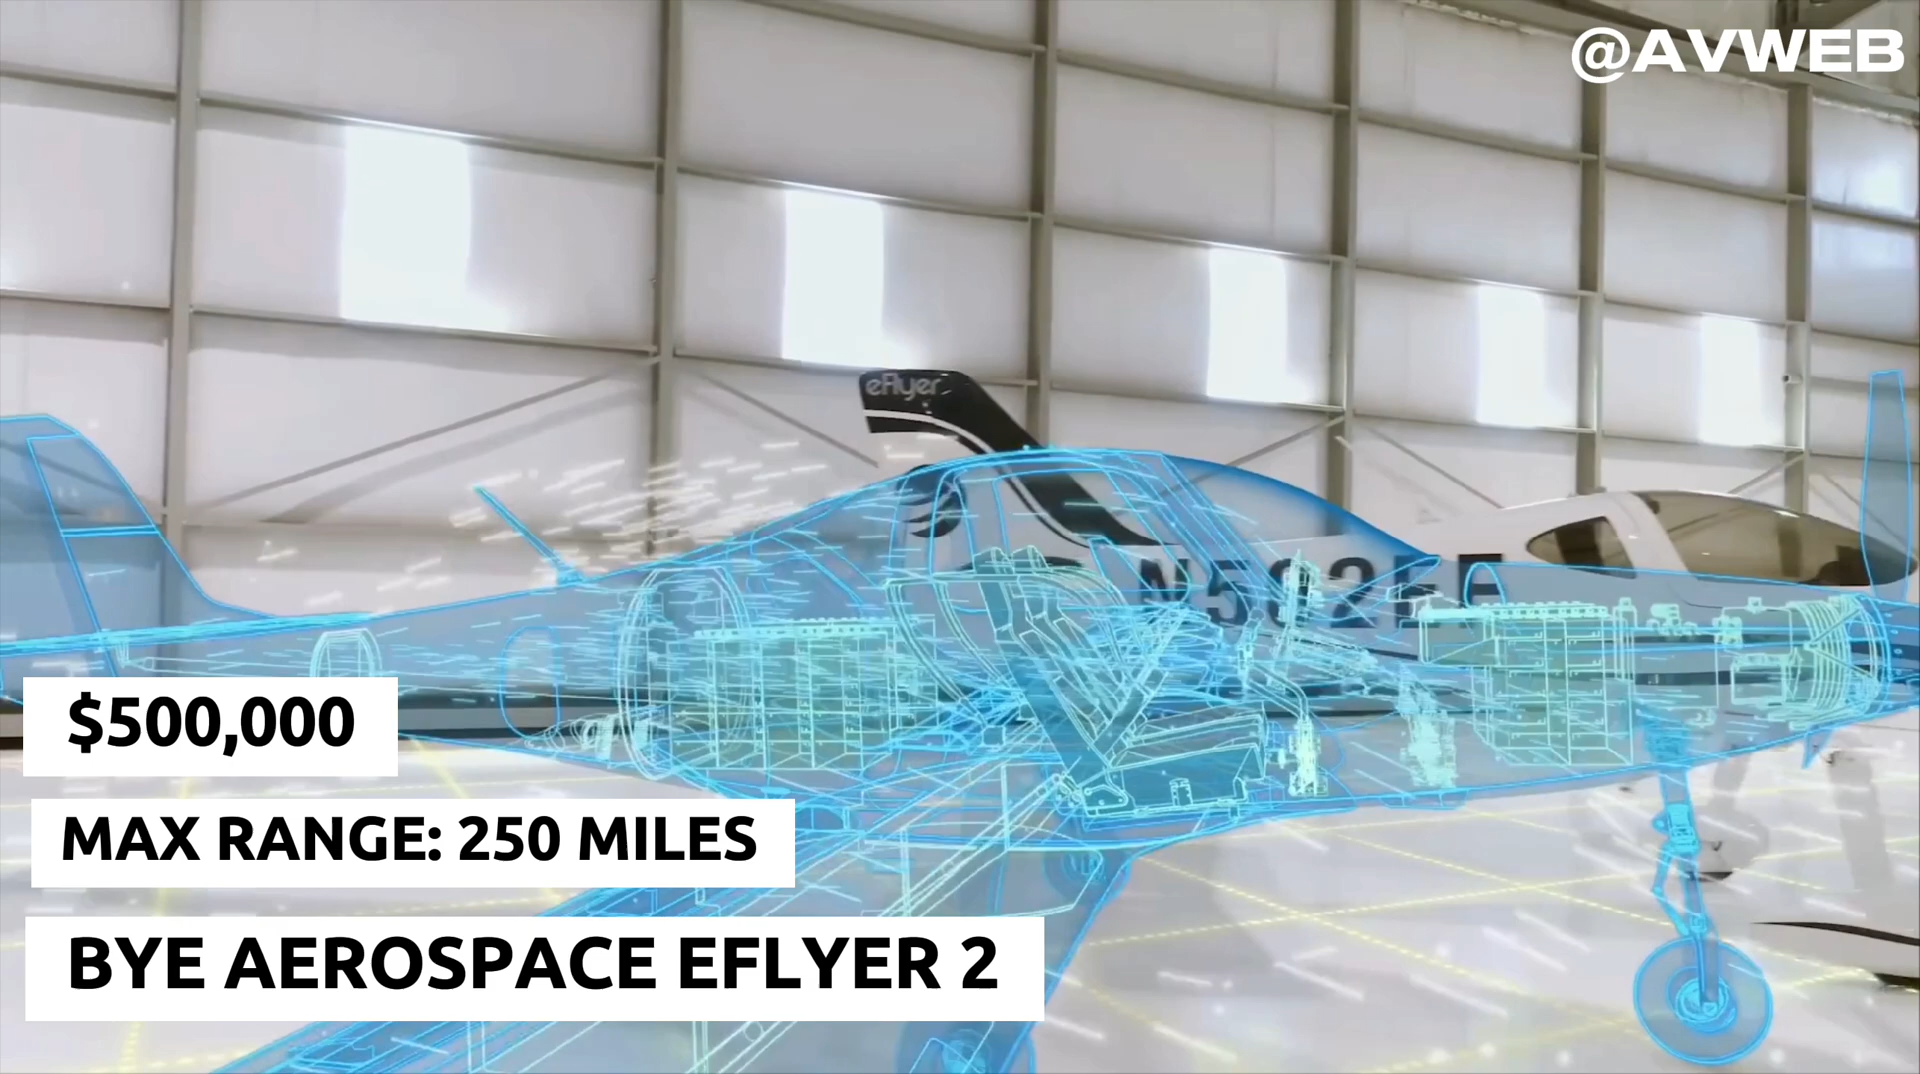 @AVWEB
eFlyer
$500,000
MAX RANGE: 250 MILES
BYE AEROSPACE EFLYER 2